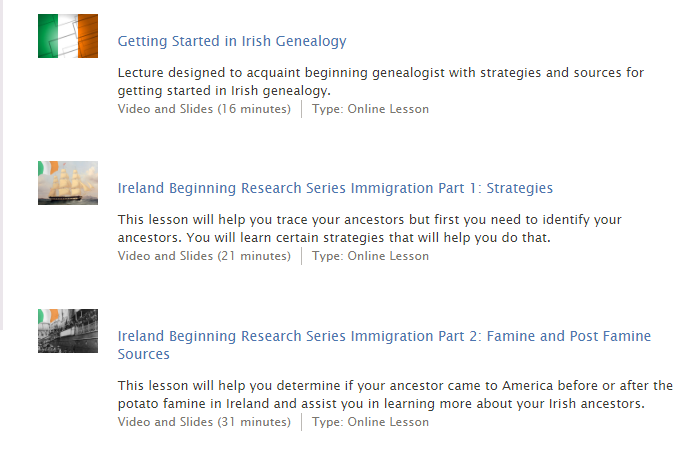 Getting Started in Irish Genealogy
Lecture designed to acquaint beginning genealogist with strategies and sources for
getting started in Irish genealogy.
Video and Slides (16 minutes) | Type: Online Lesson
Ireland Beginning Research Series Immigration Part 1: Strategies
This lesson will help you trace your ancestors but first you need to identify your
ancestors. You will learn certain strategies that will help you do that.
Video and Slides (21 minutes) | Type: Online Lesson
Ireland Beginning Research Series Immigration Part 2: Famine and Post Famine
Sources
This lesson will help you determine if your ancestor came to America before or after the
potato famine in Ireland and assist you in learning more about your Irish ancestors.
Video and Slides (31 minutes) | Type: Online Lesson